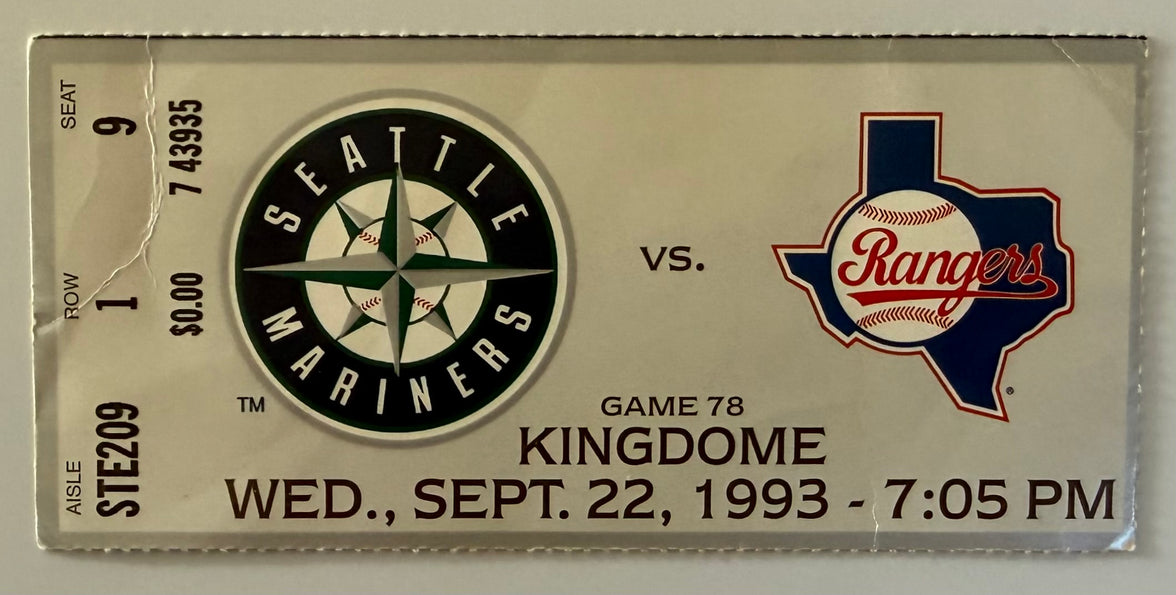 AISLE STE209
ROW 1
SEAT 9
$0.00 7 43935
SEATTLE
MARINERS
TM
VS.
Rangers
®
GAME 78
KINGDOME
WED., SEPT. 22, 1993 - 7:05 PM